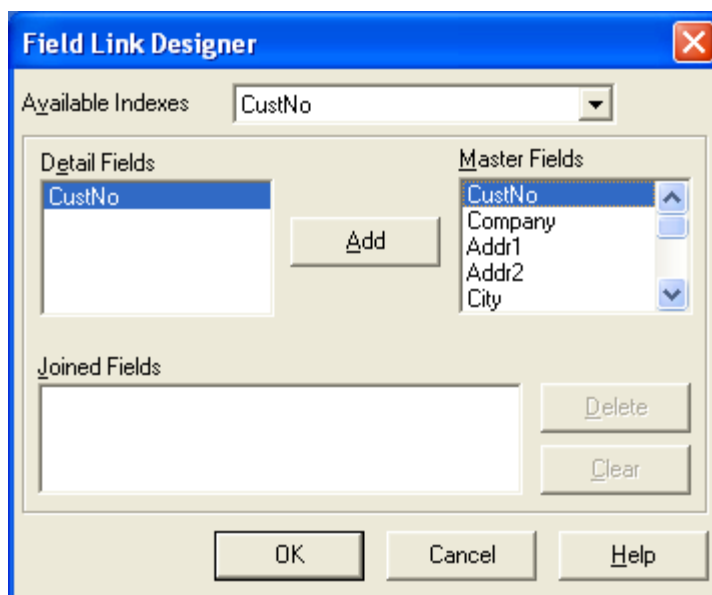 Field Link Designer
Available Indexes CustNo
Detail Fields
CustNo
Add
Master Fields
CustNo
Company
Addr1
Addr2
City
Joined Fields
Delete
Clear
OK Cancel Help